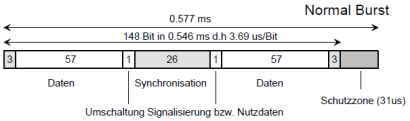 Normal Burst
0.577 ms
148 Bit in 0.546 ms d.h 3.69 us/Bit
3 57 1 26 1 57 3
Daten Synchronisation Daten
Schutzzone (31us)
Umschaltung Signalisierung bzw. Nutzdaten